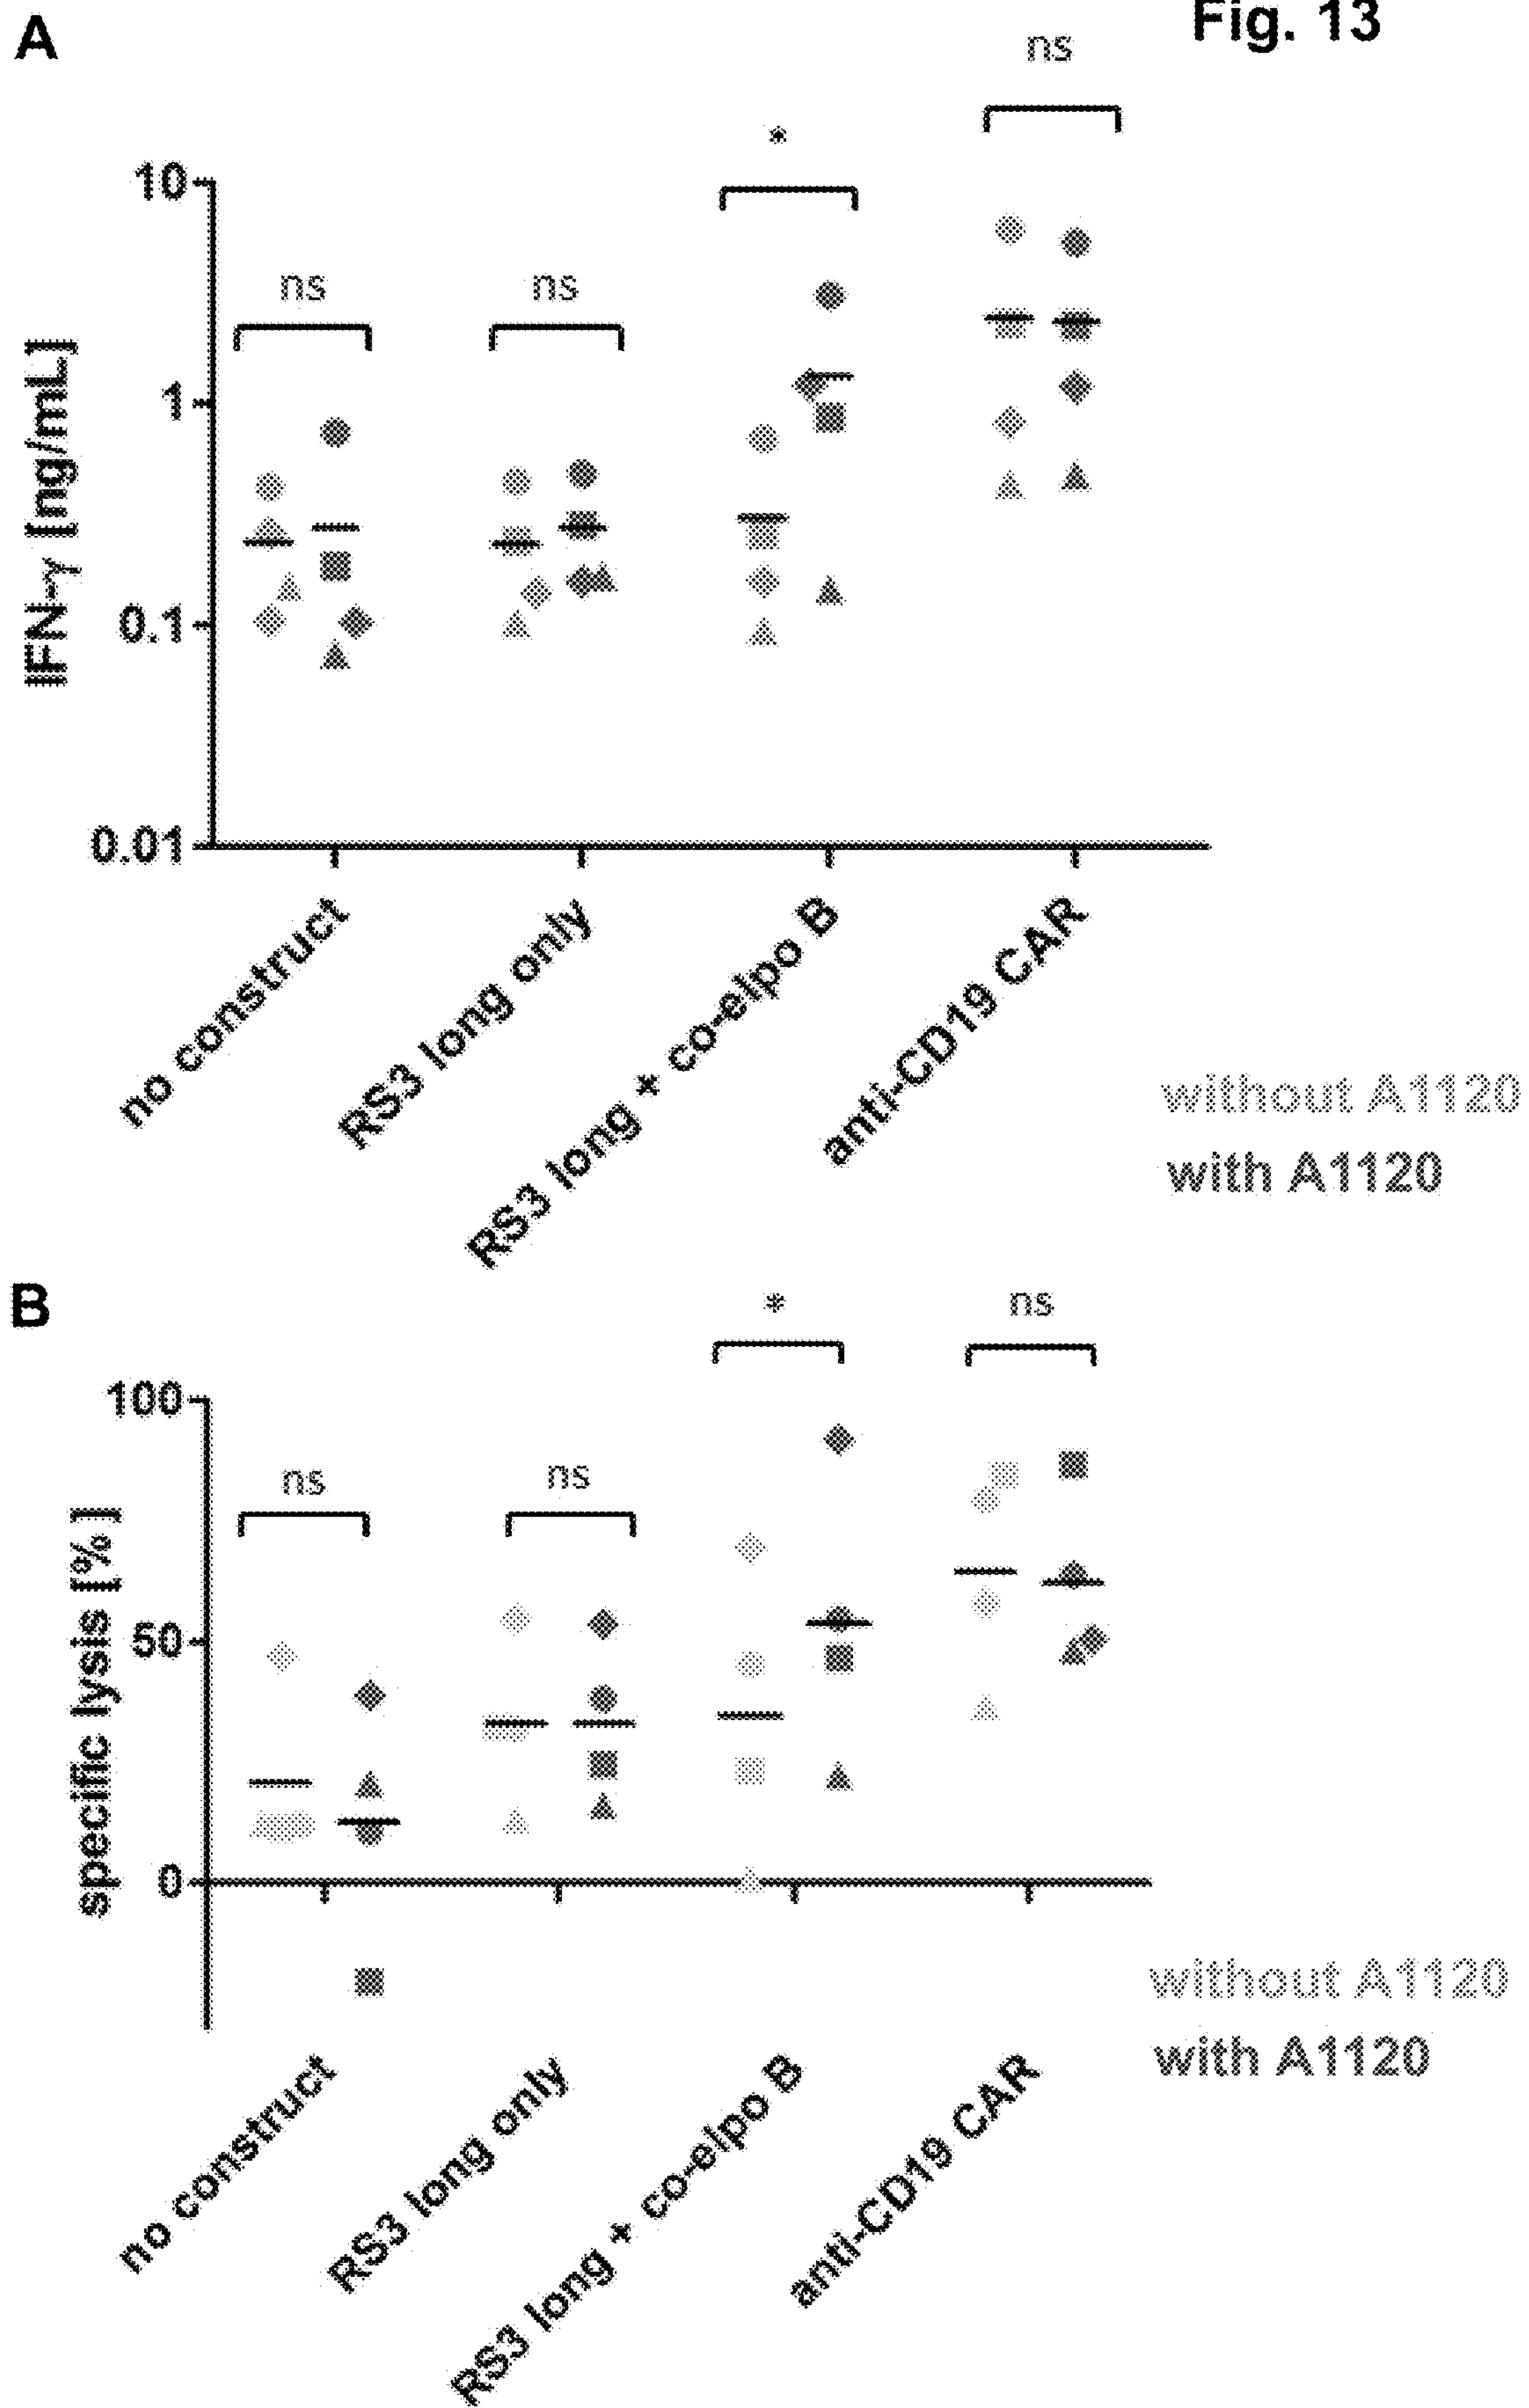 Fig. 13
A
ns
*
ns
ns
10
1
0.1
0.01
IFN-γ [ng/mL]
no construct
RS3 long only
RS3 long + co-elpo B
anti-CD19 CAR
without A1120
with A1120
B
*
ns
ns
ns
100
50
0
specific lysis [%]
without A1120
with A1120
no construct
RS3 long only
RS3 long + co-elpo B
anti-CD19 CAR